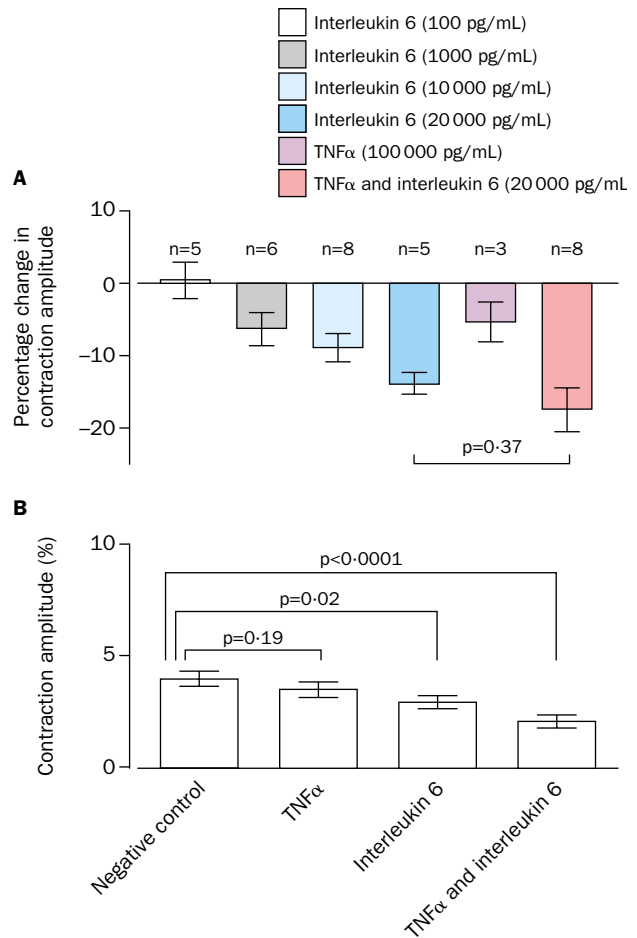 Interleukin 6 (100 pg/mL)
Interleukin 6 (1000 pg/mL)
Interleukin 6 (10 000 pg/mL)
Interleukin 6 (20 000 pg/mL)
TNFα (100 000 pg/mL)
TNFα and interleukin 6 (20 000 pg/mL
A
Percentage change in
contraction amplitude
10
0
−10
−20
n=5 n=6 n=8 n=5 n=3 n=8
p=0·37
B
Contraction amplitude (%)
10
5
0
p<0·0001
p=0·02
p=0·19
Negative control
TNFα
Interleukin 6
TNFα and interleukin 6